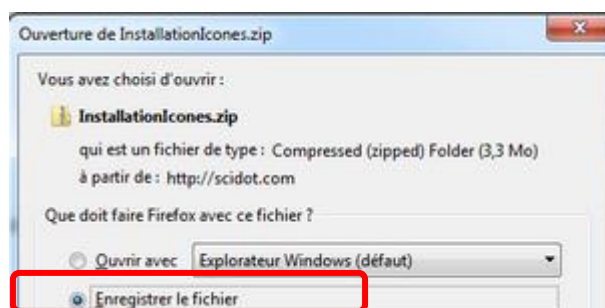 Ouverture de InstallationIcones.zip
Vous avez choisi d'ouvrir :
InstallationIcones.zip
qui est un fichier de type : Compressed (zipped) Folder (3,3 Mo)
à partir de : http://scidot.com
Que doit faire Firefox avec ce fichier ?
Ouvrir avec Explorateur Windows (défaut)
Enregistrer le fichier